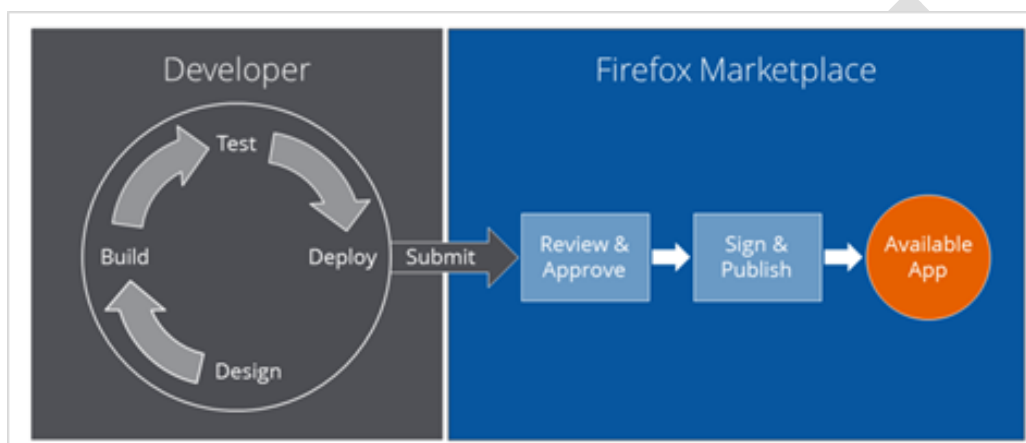 Developer
Firefox Marketplace
Test
Build
Deploy
Submit
Design
Review &
Approve
Sign &
Publish
Available
App